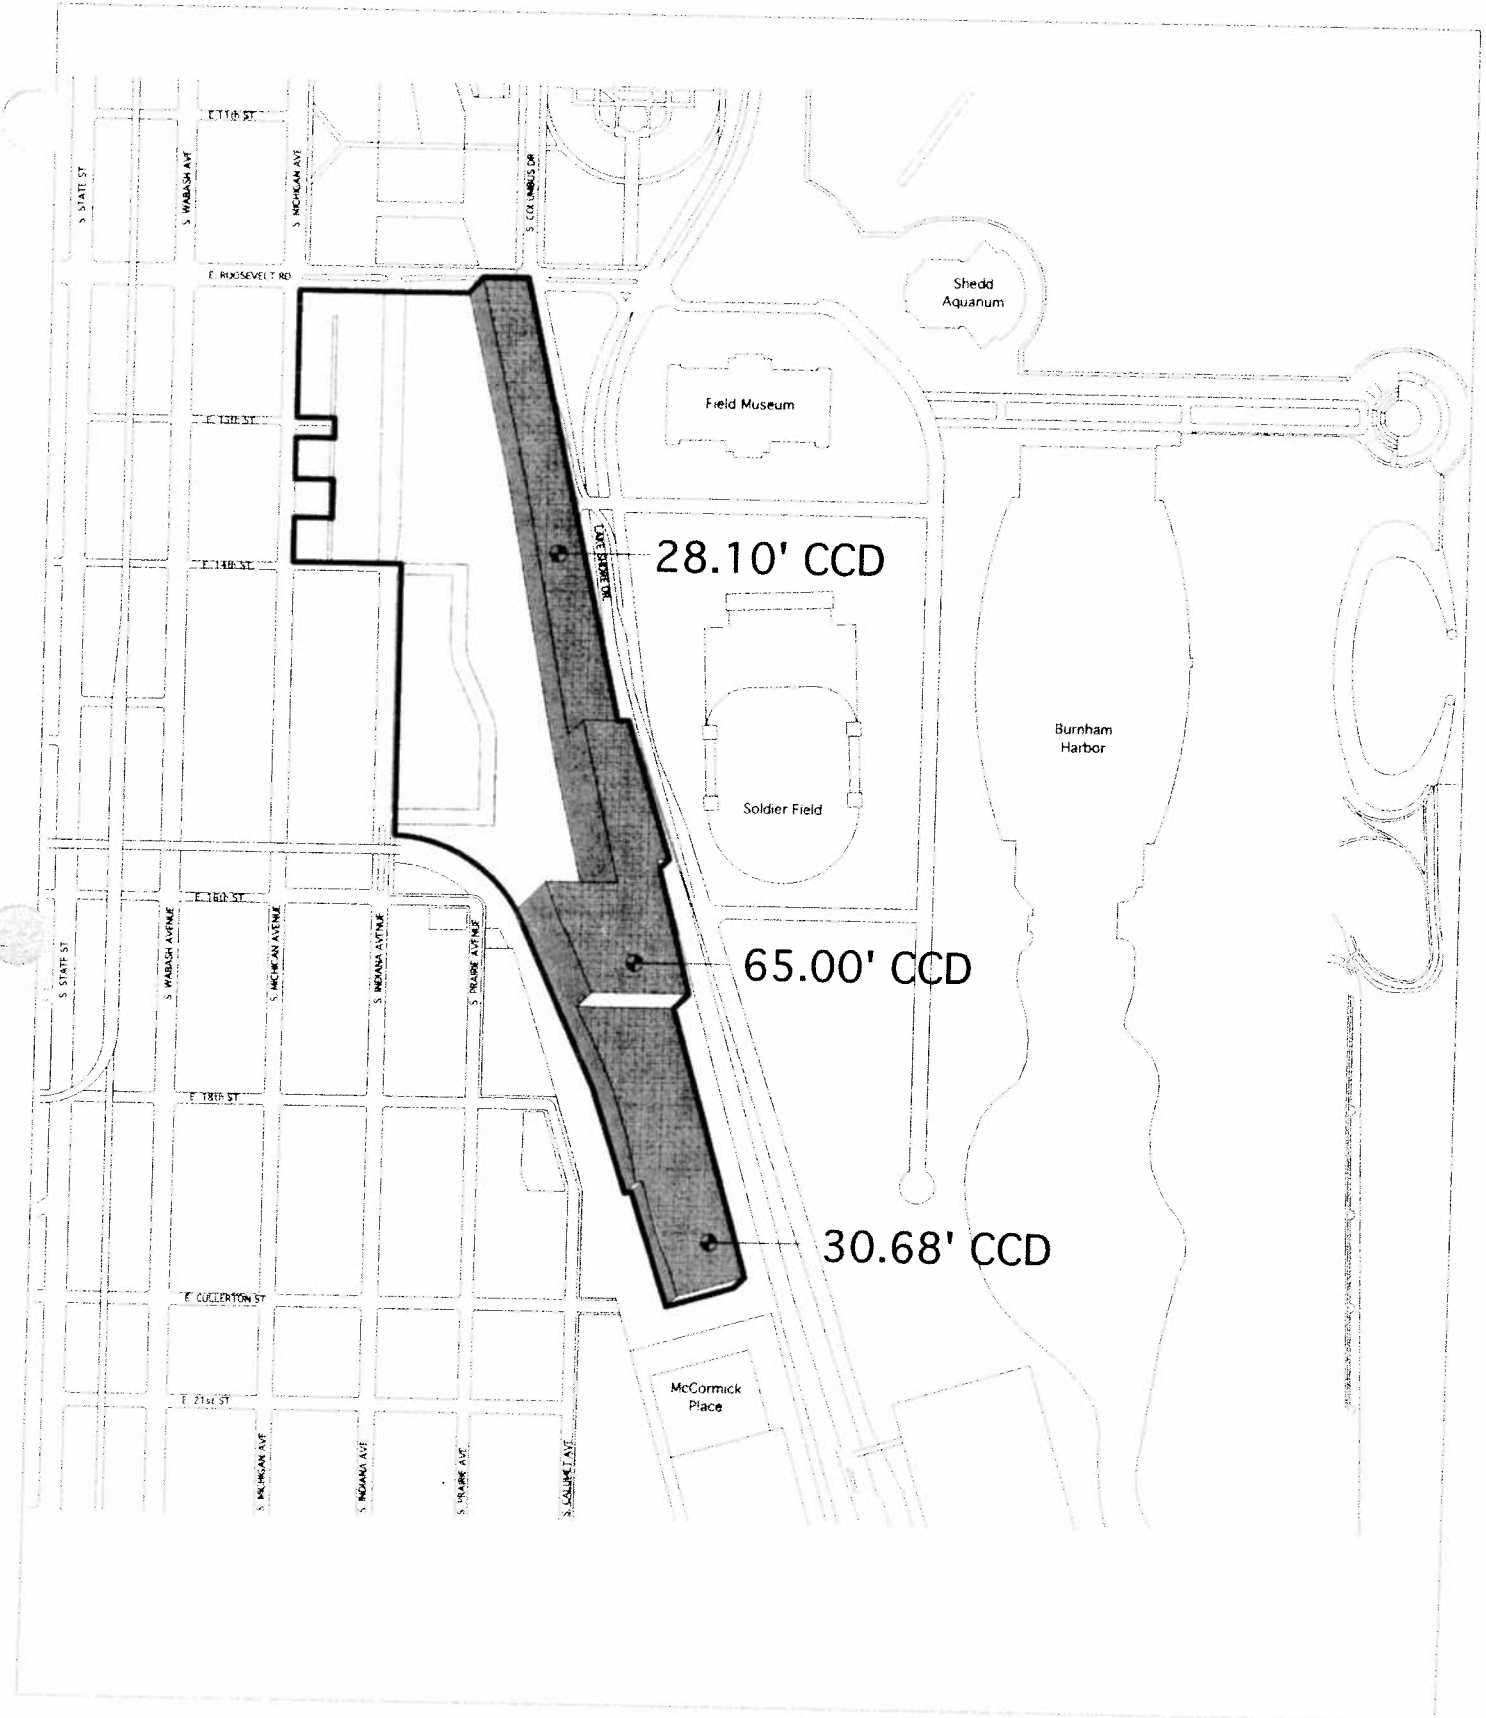 E 11th ST
S. STATE ST
S. WABASH AVE
S. MICHIGAN AVE
S. COLUMBUS DR
E ROOSEVELT RD
Shedd
Aquarium
Field Museum
E. 13th ST.
LAKE SHORE DR.
28.10' CCD
E. 14th ST.
Burnham
Harbor
Soldier Field
E. 16th ST
S. STATE ST
S. WABASH AVENUE
S. MICHIGAN AVENUE
S. INDIANA AVENUE
S. PRAIRIE AVENUE
65.00' CCD
E. 18th ST
30.68' CCD
E. CULLERTON ST
McCormick
Place
E. 21st ST
S. MICHIGAN AVE
S. INDIANA AVE
S. PRAIRIE AVE
S. CALUMET AVE